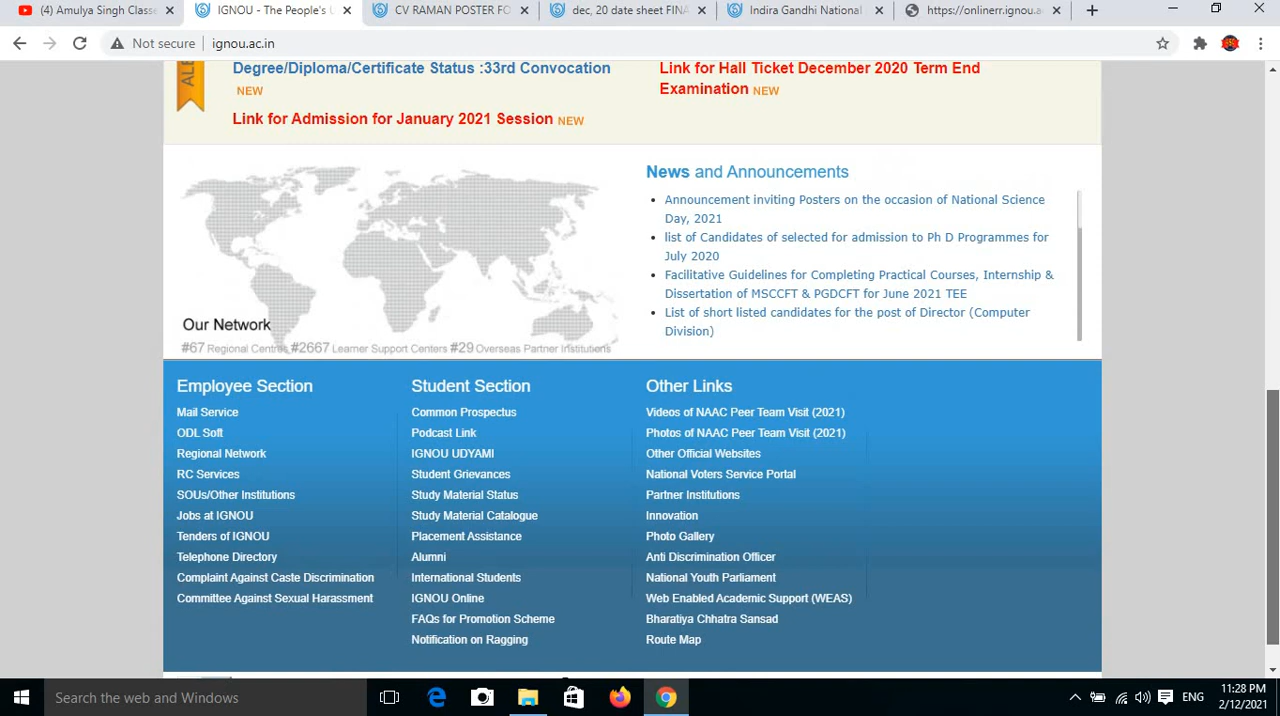 (4) Amulya Singh Classe
IGNOU - The People's U
CV RAMAN POSTER FO
dec, 20 date sheet FINA
Indira Gandhi National
https://onlinerr.ignou.ac
Not secure
ignou.ac.in
Degree/Diploma/Certificate Status :33rd Convocation
NEW
Link for Admission for January 2021 Session NEW
Link for Hall Ticket December 2020 Term End
Examination NEW
Our Network
#67 Regional Centres #2667 Learner Support Centers #29 Overseas Partner Institutions
News and Announcements
Announcement inviting Posters on the occasion of National Science
Day, 2021
list of Candidates of selected for admission to Ph D Programmes for
July 2020
Facilitative Guidelines for Completing Practical Courses, Internship &
Dissertation of MSCCFT & PGDCFT for June 2021 TEE
List of short listed candidates for the post of Director (Computer
Division)
Employee Section
Mail Service
ODL Soft
Regional Network
RC Services
SOUs/Other Institutions
Jobs at IGNOU
Tenders of IGNOU
Telephone Directory
Complaint Against Caste Discrimination
Committee Against Sexual Harassment
Student Section
Common Prospectus
Podcast Link
IGNOU UDYAMI
Student Grievances
Study Material Status
Study Material Catalogue
Placement Assistance
Alumni
International Students
IGNOU Online
FAQs for Promotion Scheme
Notification on Ragging
Other Links
Videos of NAAC Peer Team Visit (2021)
Photos of NAAC Peer Team Visit (2021)
Other Official Websites
National Voters Service Portal
Partner Institutions
Innovation
Photo Gallery
Anti Discrimination Officer
National Youth Parliament
Web Enabled Academic Support (WEAS)
Bharatiya Chhatra Sansad
Route Map
Search the web and Windows
ENG
11:28 PM
2/12/2021